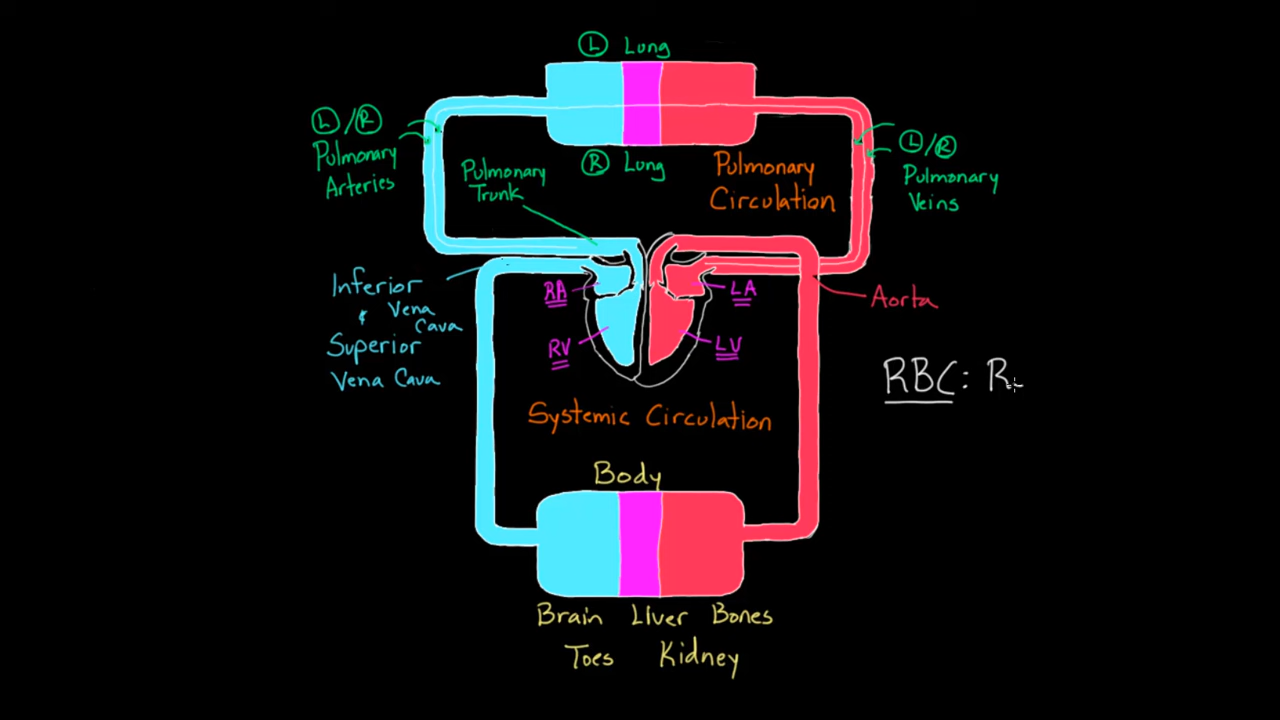 L Lung
L/R
Pulmonary
Arteries
Pulmonary
Trunk
R Lung
Pulmonary
Circulation
L/R
Pulmonary
Veins
Inferior
Vena
& Cava
Superior
Vena Cava
RA
LA
RV
LV
Aorta
RBC: R
Systemic Circulation
Body
Brain Liver Bones
Toes Kidney